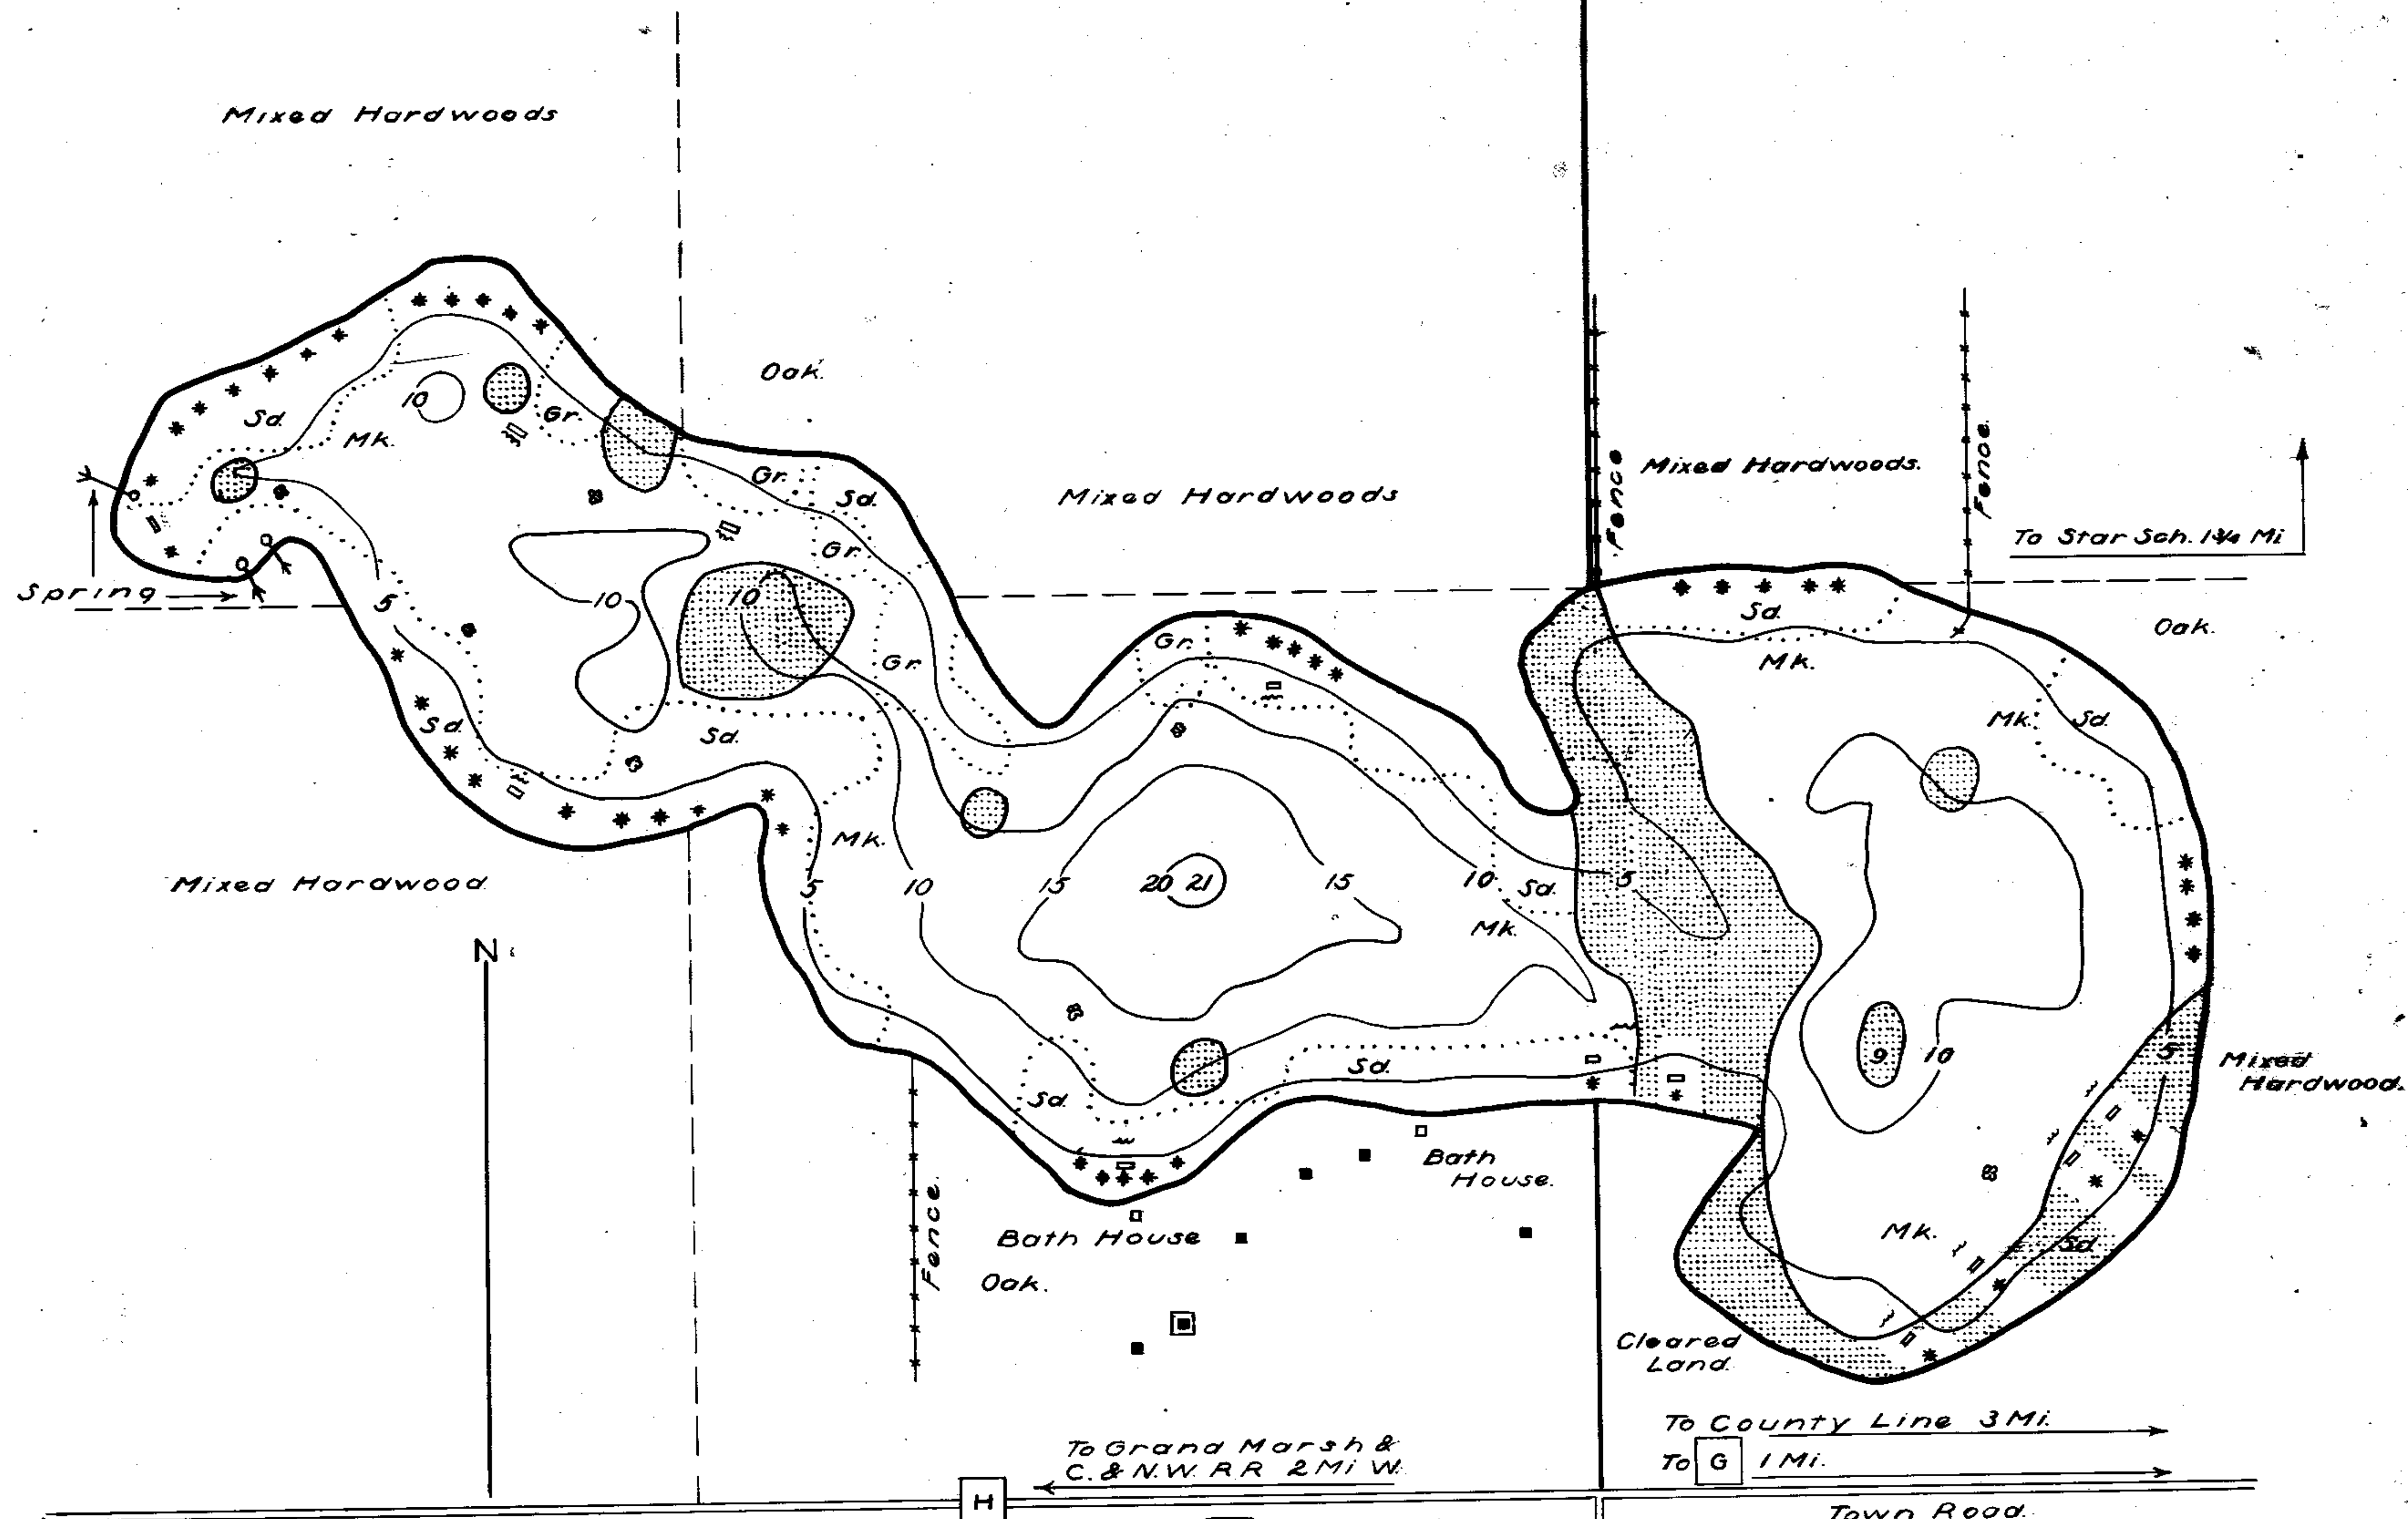 Mixed Hardwoods
Oak.
Mixed Hardwoods
Fence
Mixed Hardwoods.
Fence
To Star Sch. 1¾ Mi
10
Gr.
Sd.
Mk.
Gr.
Sd.
Gr.
Spring
5
10
10
Gr.
Gr.
Sd.
Mk.
Oak.
Sd.
Sd.
Mk.
Sd.
Mk.
Mixed Hardwood
5
10
15
20 21
15
10
Sd.
5
Mk.
N
Sd.
Sd.
9
10
5
Mixed
Hardwood.
Bath
House.
Bath House
Fence
Oak.
Mk.
Sd.
Cleared
Land.
To Grand Marsh &
C. & N.W. R R 2 Mi W.
To County Line 3 Mi.
To G 1 Mi.
H
Town Road.